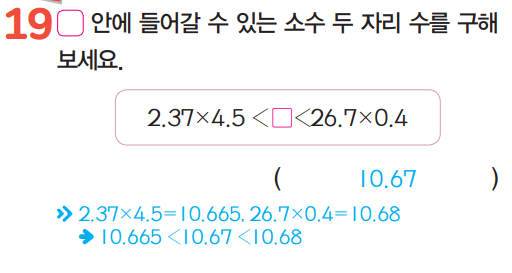 19 □ 안에 들어갈 수 있는 소수 두 자리 수를 구해
보세요.
2.37×4.5<□<26.7×0.4
( 10.67 )
» 2.37×4.5=10.665, 26.7×0.4=10.68
➔ 10.665<10.67<10.68